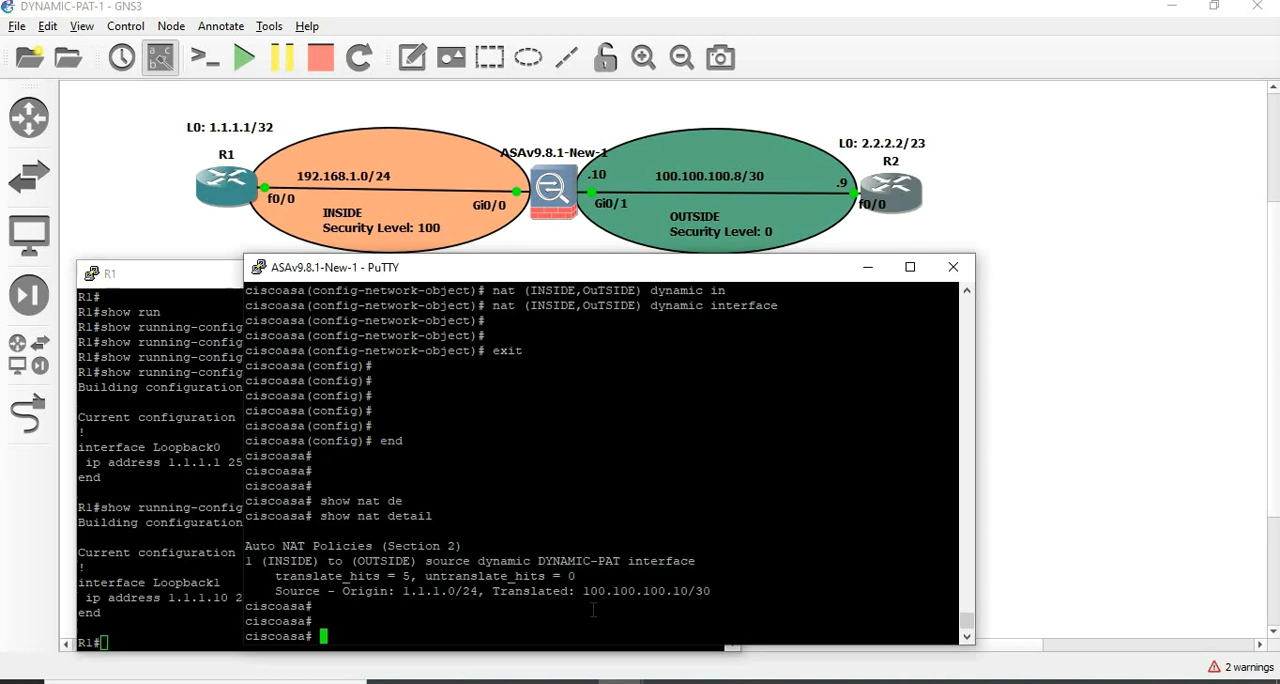 DYNAMIC-PAT-1 - GNS3
File Edit View Control Node Annotate Tools Help
L0: 1.1.1.1/32
R1
192.168.1.0/24
f0/0
Gi0/0
INSIDE
Security Level: 100
ASAv9.8.1-New-1
.10
100.100.100.8/30
.9
Gi0/1
OUTSIDE
Security Level: 0
L0: 2.2.2.2/23
R2
f0/0
R1
R1#
R1#show run
R1#show running-config
R1#show running-config
R1#show running-config
R1#show running-config
Building configuration
Current configuration
!
interface Loopback0
ip address 1.1.1.1 25
end
R1#show running-config
Building configuration
Current configuration
!
interface Loopback1
ip address 1.1.1.10 2
end
R1#
ASAv9.8.1-New-1 - PuTTY
ciscoasa(config-network-object)# nat (INSIDE,OuTSIDE) dynamic in
ciscoasa(config-network-object)# nat (INSIDE,OuTSIDE) dynamic interface
ciscoasa(config-network-object)#
ciscoasa(config-network-object)#
ciscoasa(config-network-object)# exit
ciscoasa(config)#
ciscoasa(config)#
ciscoasa(config)#
ciscoasa(config)#
ciscoasa(config)#
ciscoasa(config)# end
ciscoasa#
ciscoasa#
ciscoasa#
ciscoasa# show nat de
ciscoasa# show nat detail
Auto NAT Policies (Section 2)
1 (INSIDE) to (OUTSIDE) source dynamic DYNAMIC-PAT interface
translate_hits = 5, untranslate_hits = 0
Source - Origin: 1.1.1.0/24, Translated: 100.100.100.10/30
ciscoasa#
ciscoasa#
ciscoasa#
2 warnings